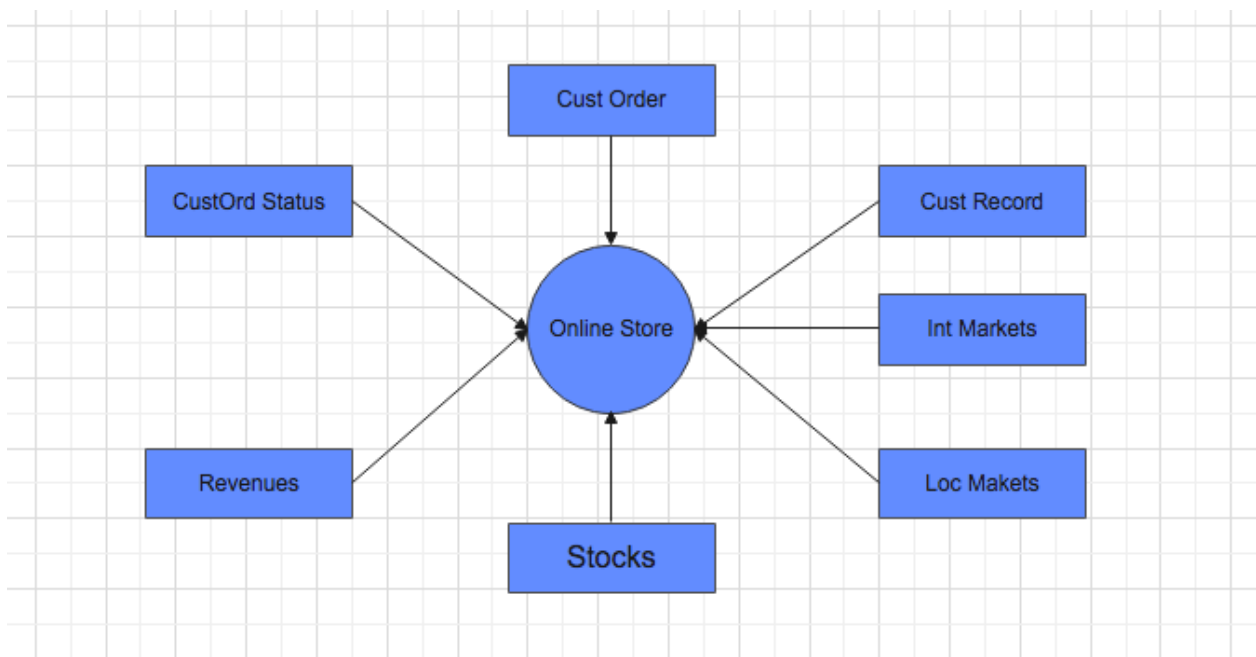 Cust Order
CustOrd Status
Cust Record
Online Store
Int Markets
Revenues
Loc Makets
Stocks